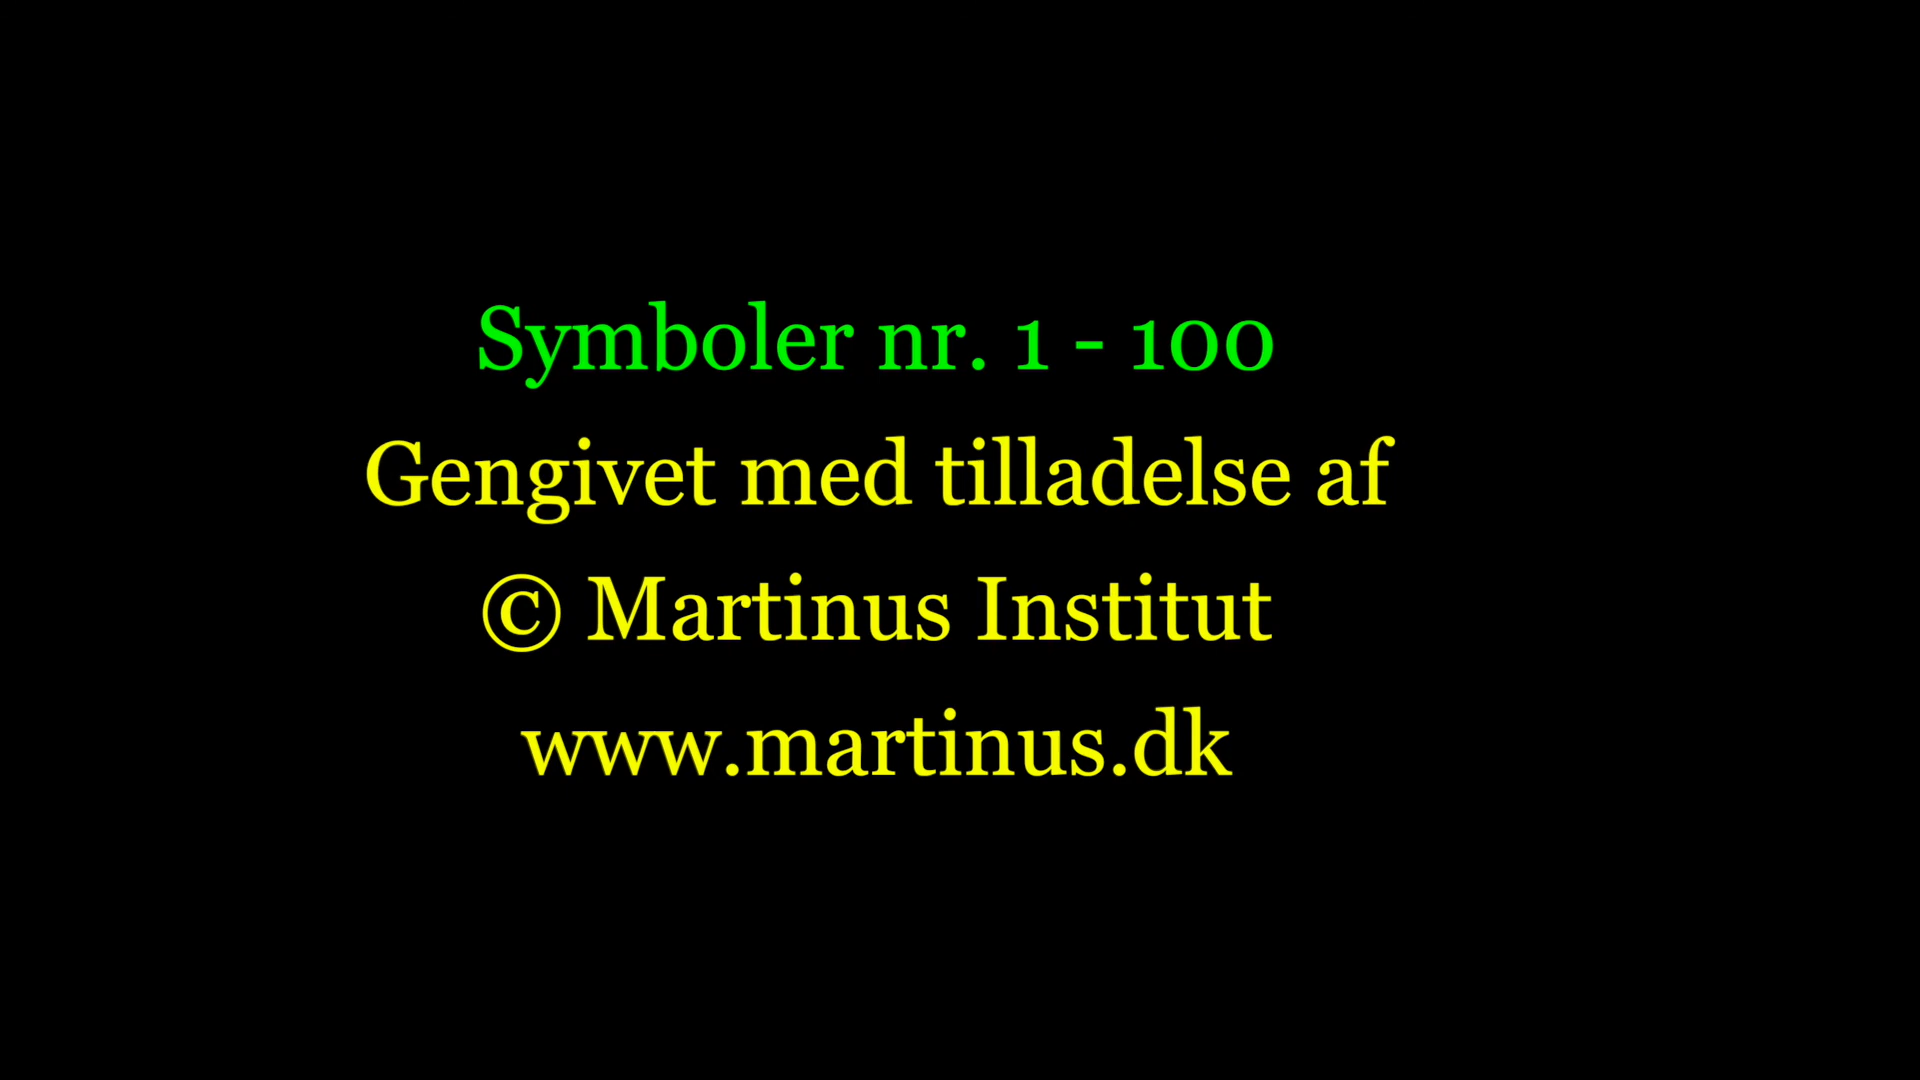 Symboler nr. 1 - 100
Gengivet med tilladelse af
© Martinus Institut
www.martinus.dk